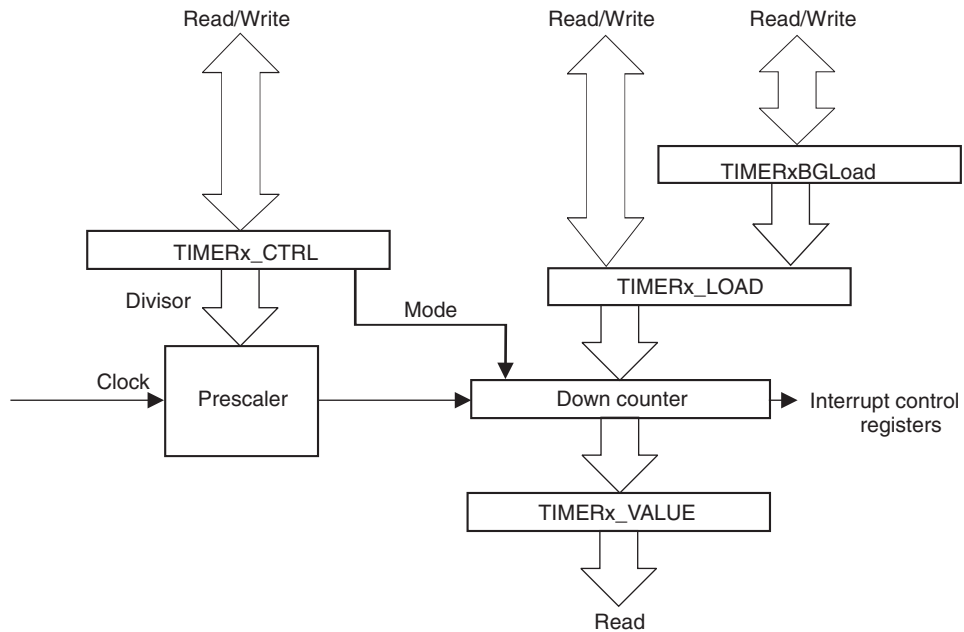 Read/Write
Read/Write
Read/Write
TIMERxBGLoad
TIMERx_CTRL
TIMERx_LOAD
Divisor
Mode
Clock
Prescaler
Down counter
Interrupt control
registers
TIMERx_VALUE
Read